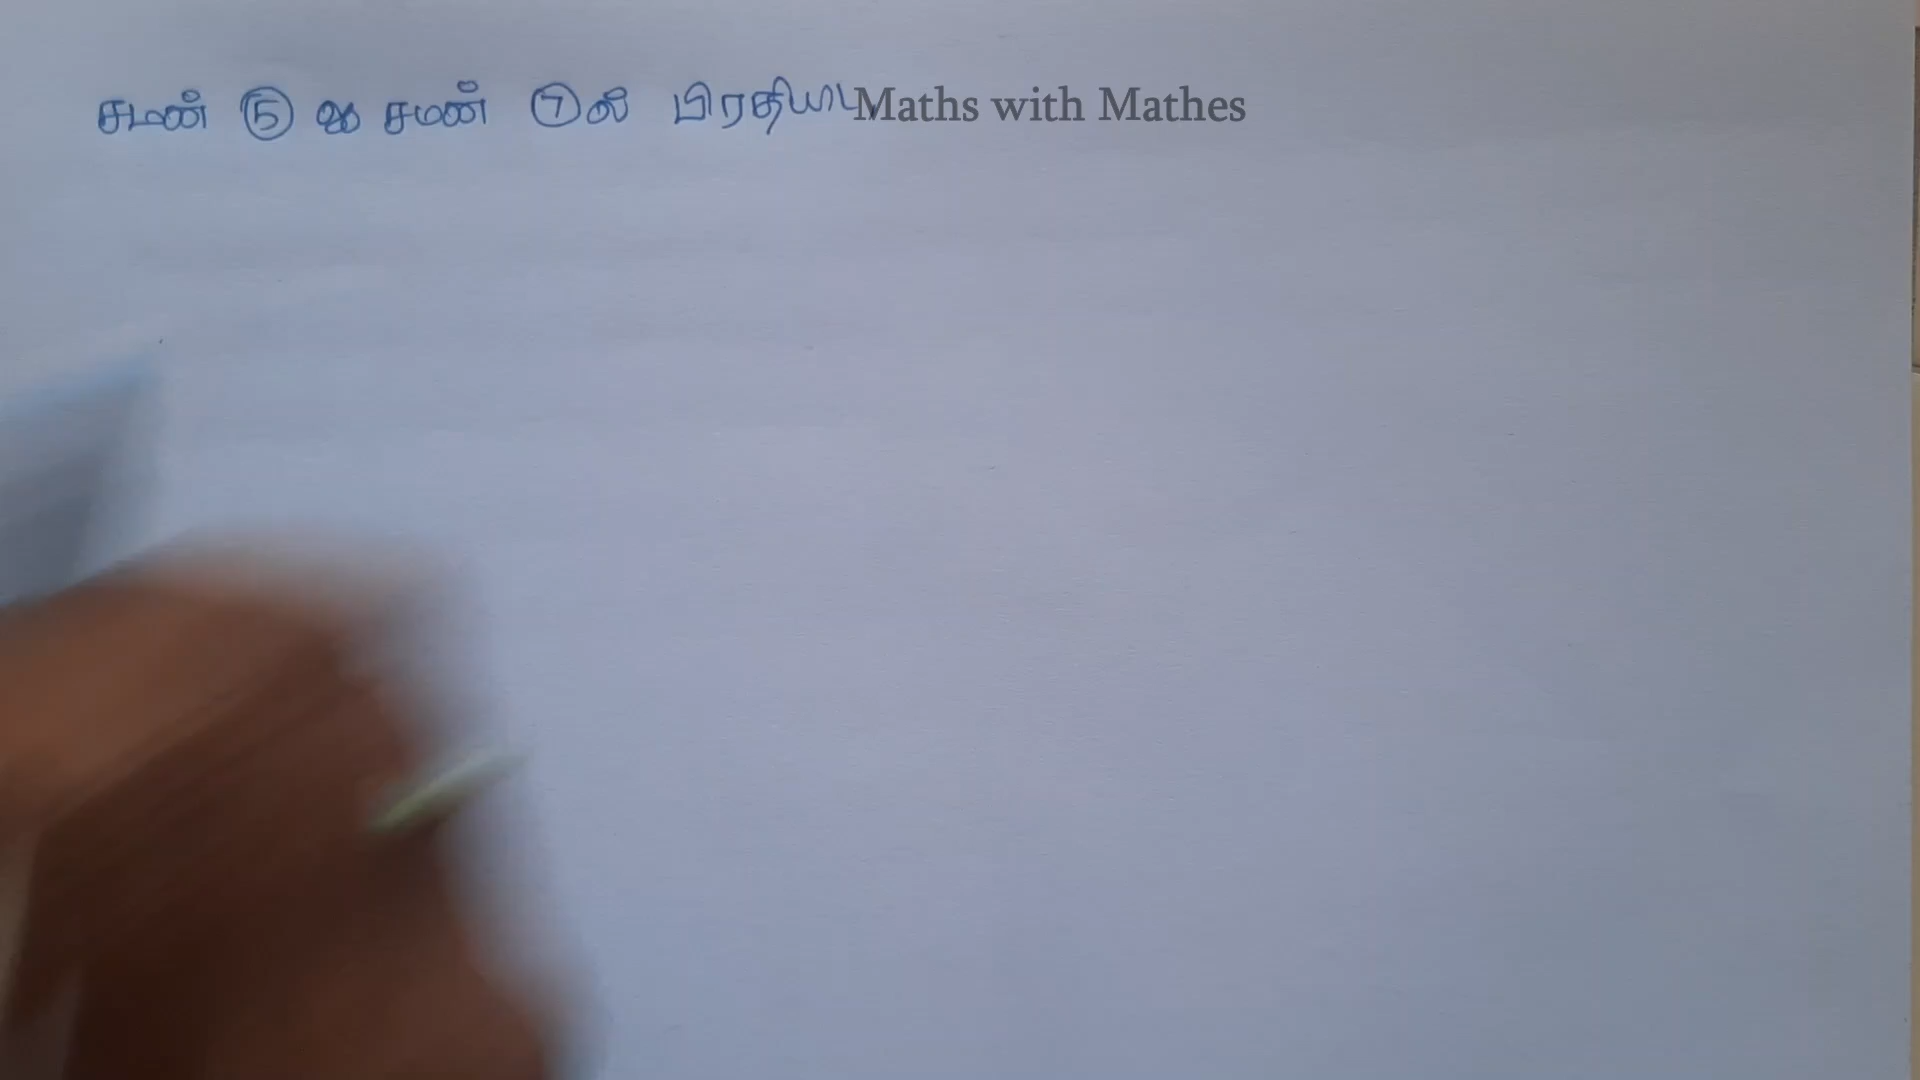 சமன் ⑤ ஐ சமன் ⑦ல் பிரதியிட Maths with Mathes